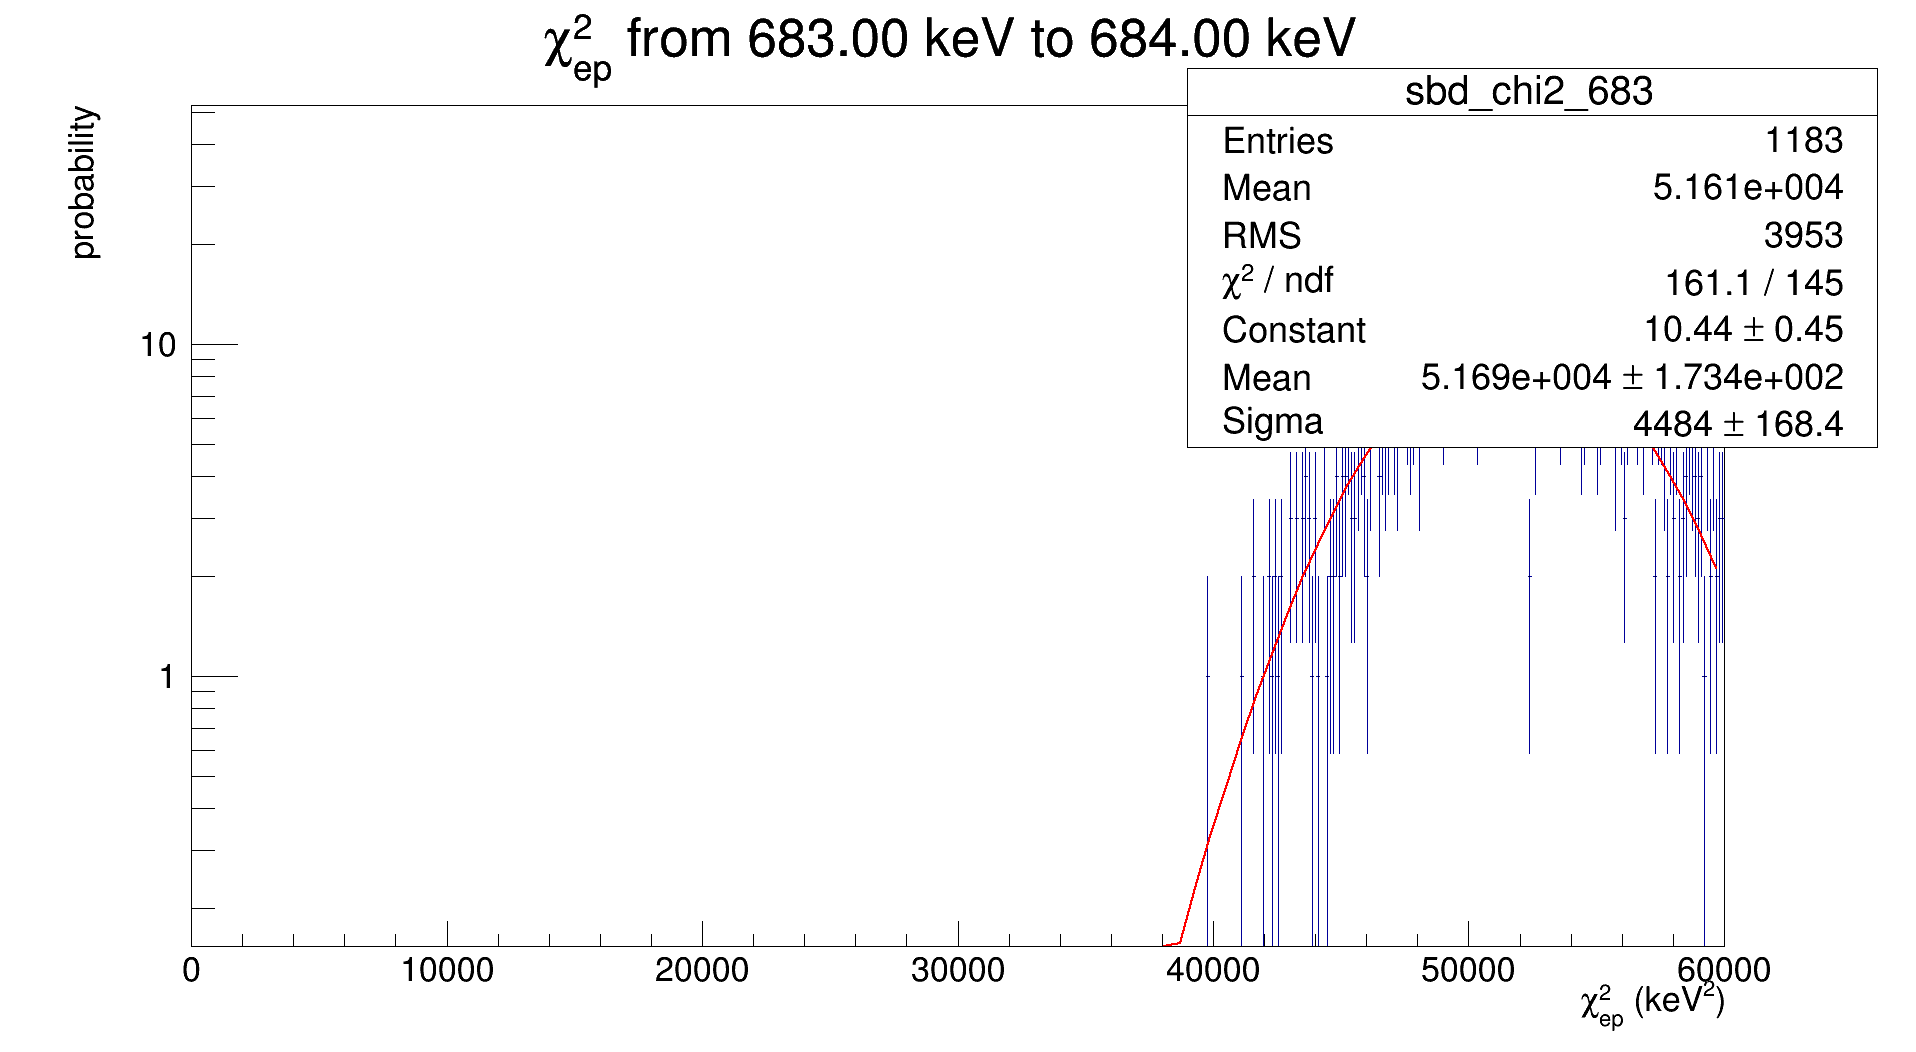 χ²ep from 683.00 keV to 684.00 keV
probability
sbd_chi2_683
Entries 1183
Mean 5.161e+004
RMS 3953
χ² / ndf 161.1 / 145
Constant 10.44 ± 0.45
Mean 5.169e+004 ± 1.734e+002
Sigma 4484 ± 168.4
10
1
0 10000 20000 30000 40000 50000 60000
χ²ep (keV²)